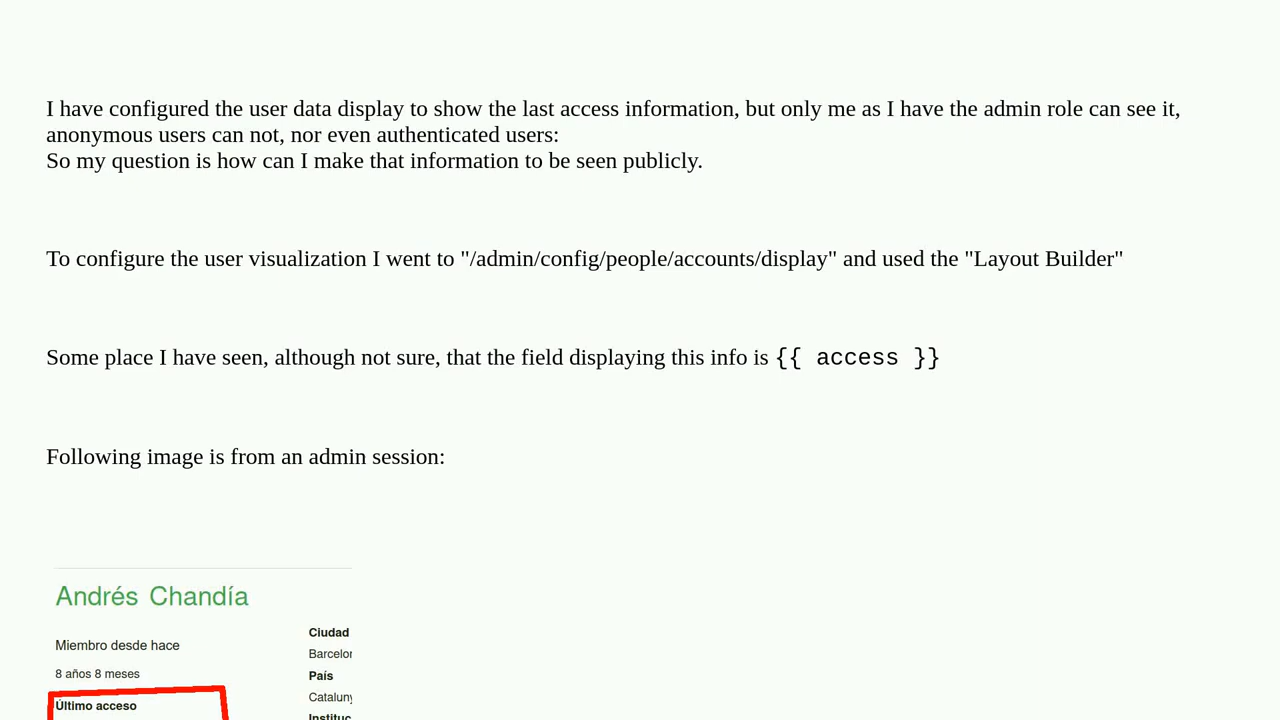 I have configured the user data display to show the last access information, but only me as I have the admin role can see it,
anonymous users can not, nor even authenticated users:
So my question is how can I make that information to be seen publicly.
To configure the user visualization I went to "/admin/config/people/accounts/display" and used the "Layout Builder"
Some place I have seen, although not sure, that the field displaying this info is {{ access }}
Following image is from an admin session:
Andrés Chandía
Miembro desde hace
8 años 8 meses
Último acceso
Ciudad
Barcelon
País
Cataluny
Instituc